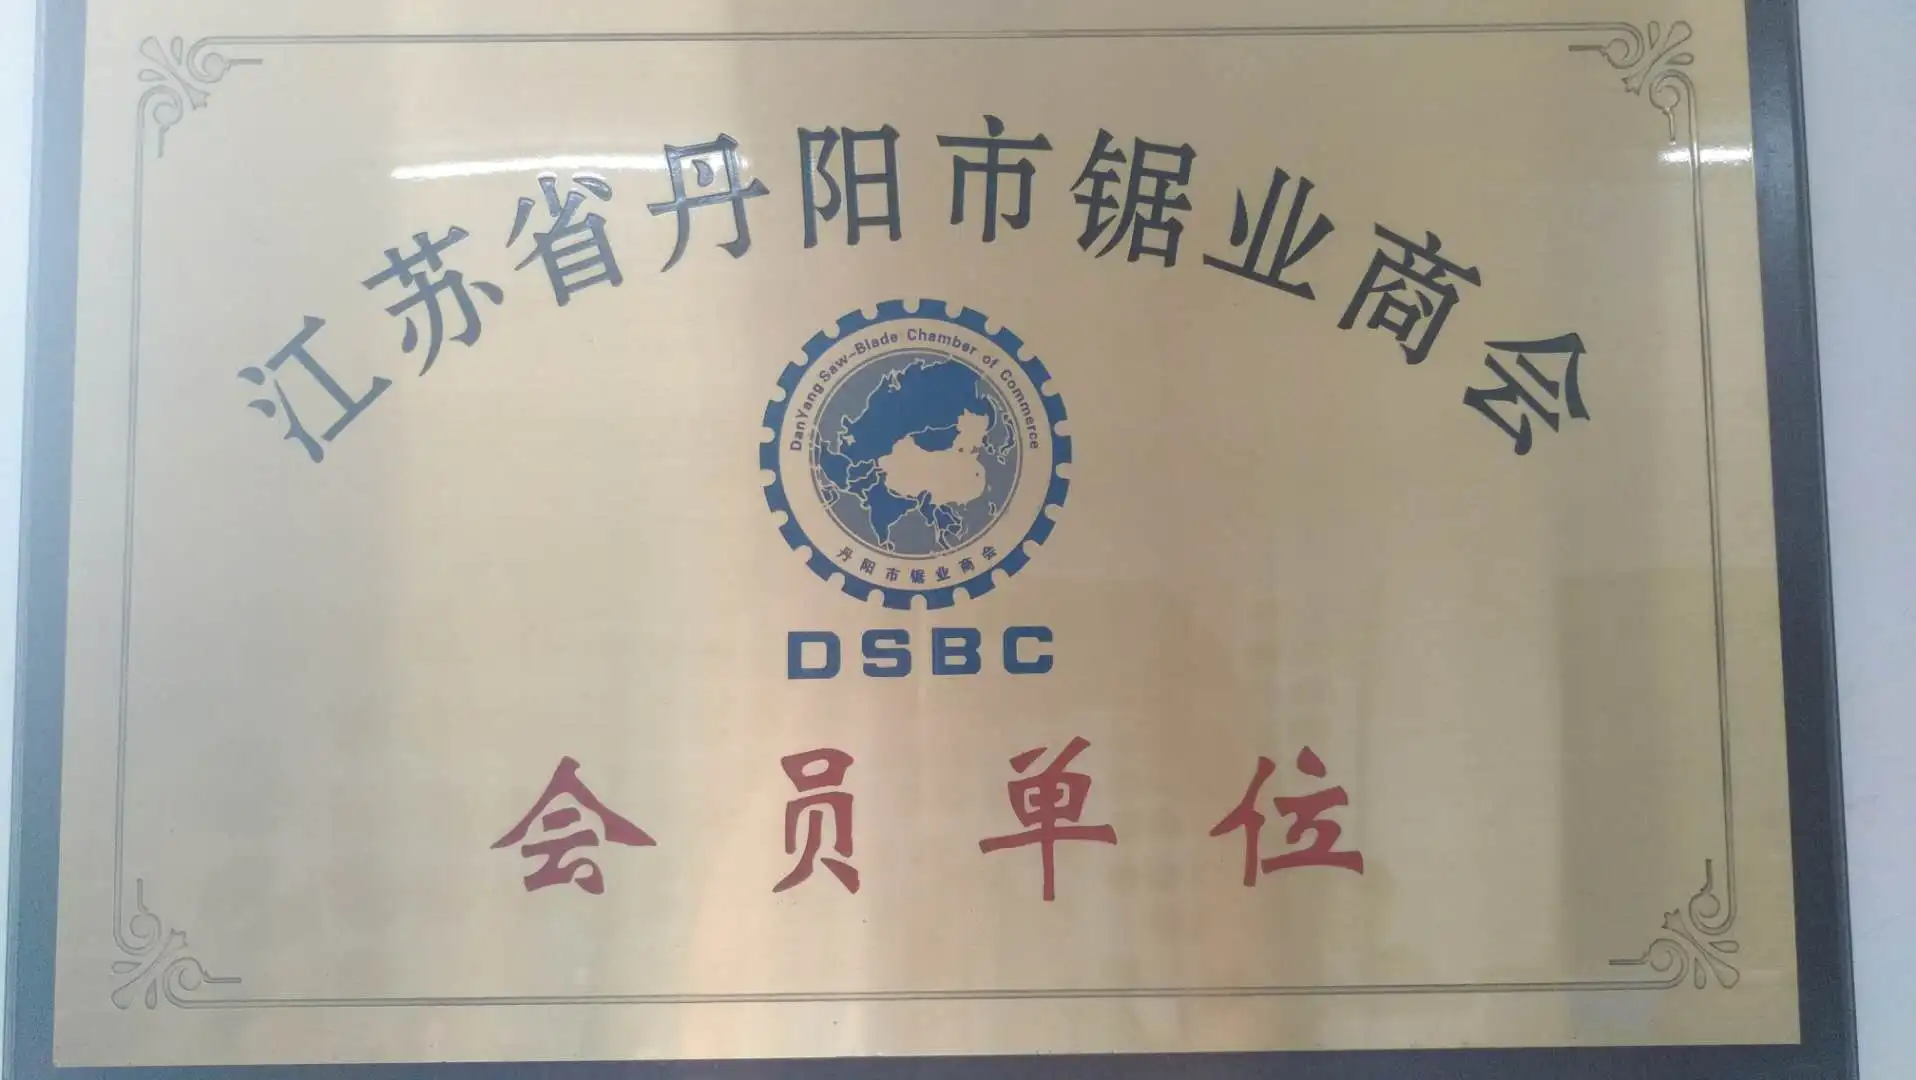 江苏省丹阳市锯业商会
DanYang Saw-Blade Chamber of Commerce
丹阳市锯业商会
DSBC
会员单位